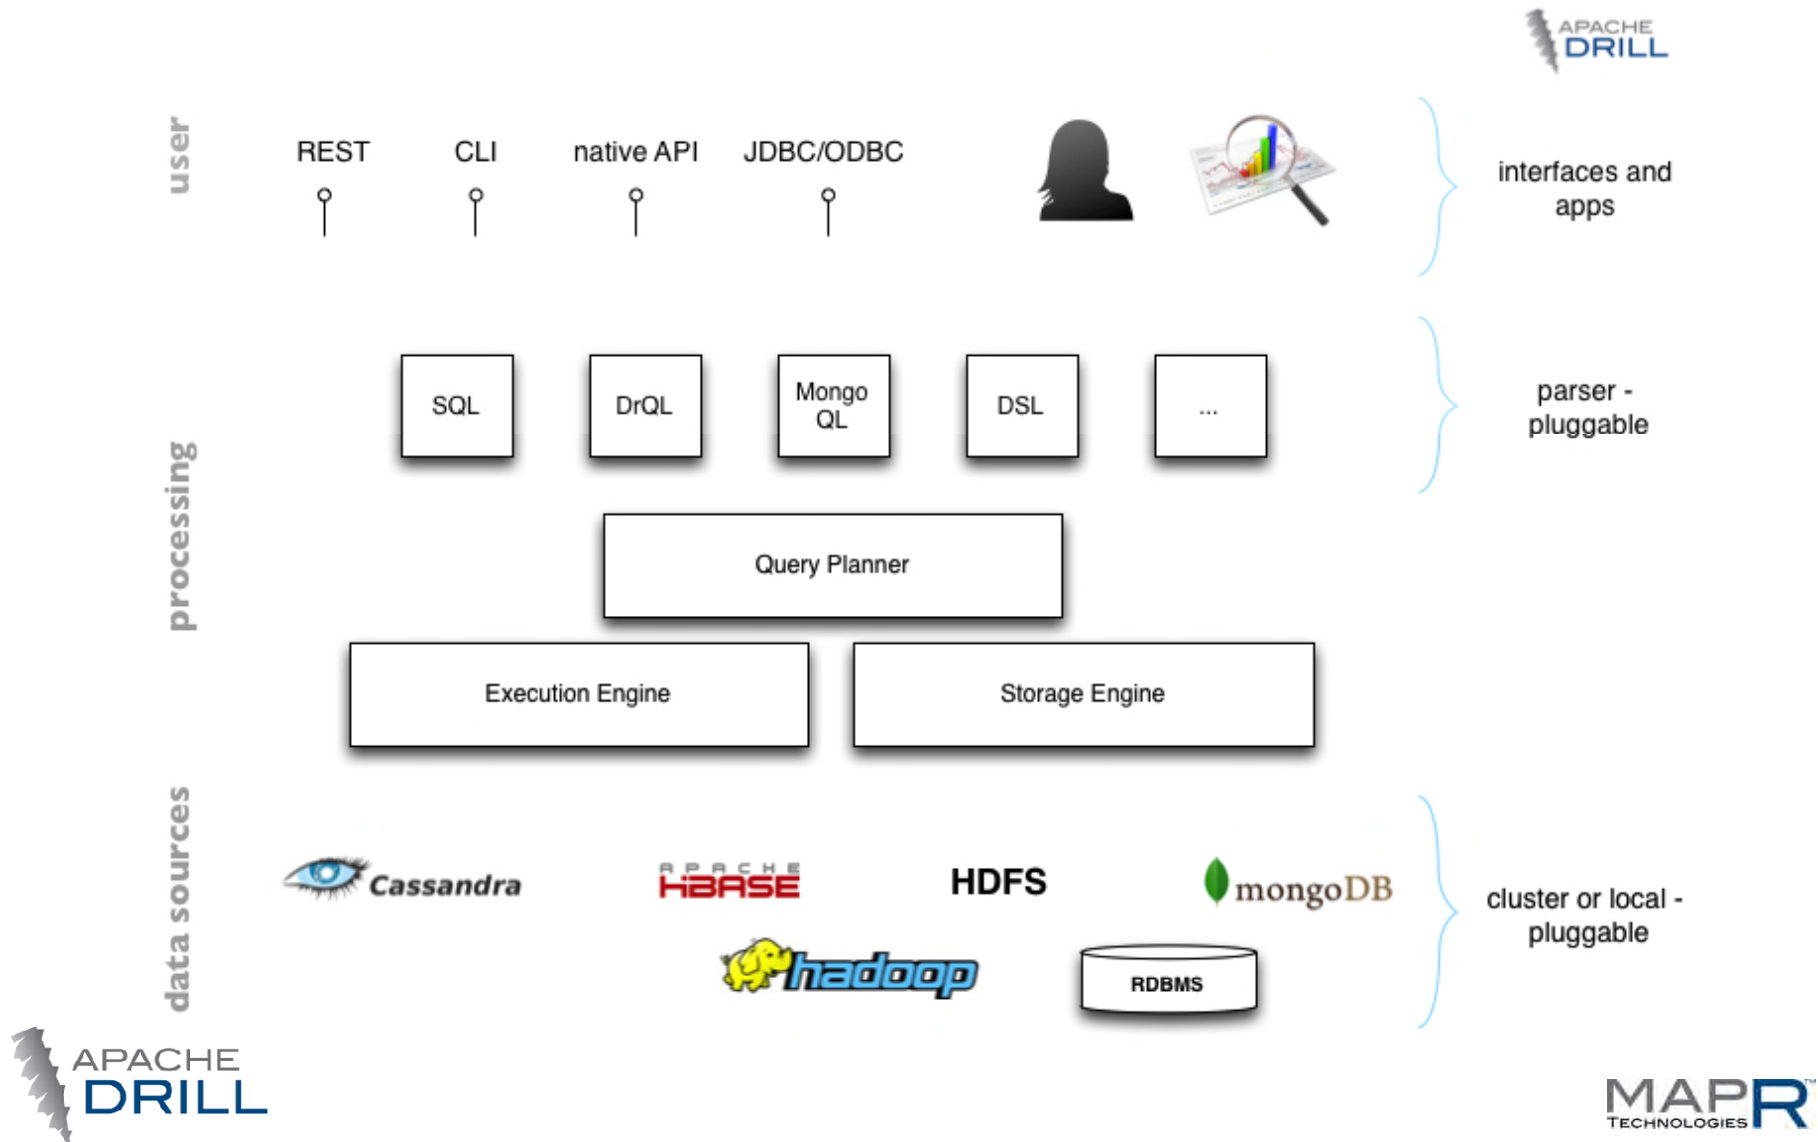 APACHE
DRILL
user
REST
CLI
native API
JDBC/ODBC
interfaces and
apps
processing
SQL
DrQL
Mongo
QL
DSL
...
parser -
pluggable
Query Planner
Execution Engine
Storage Engine
data sources
Cassandra
APACHE
HBASE
HDFS
mongoDB
cluster or local -
pluggable
hadoop
RDBMS
APACHE
DRILL
MAPR
TECHNOLOGIES